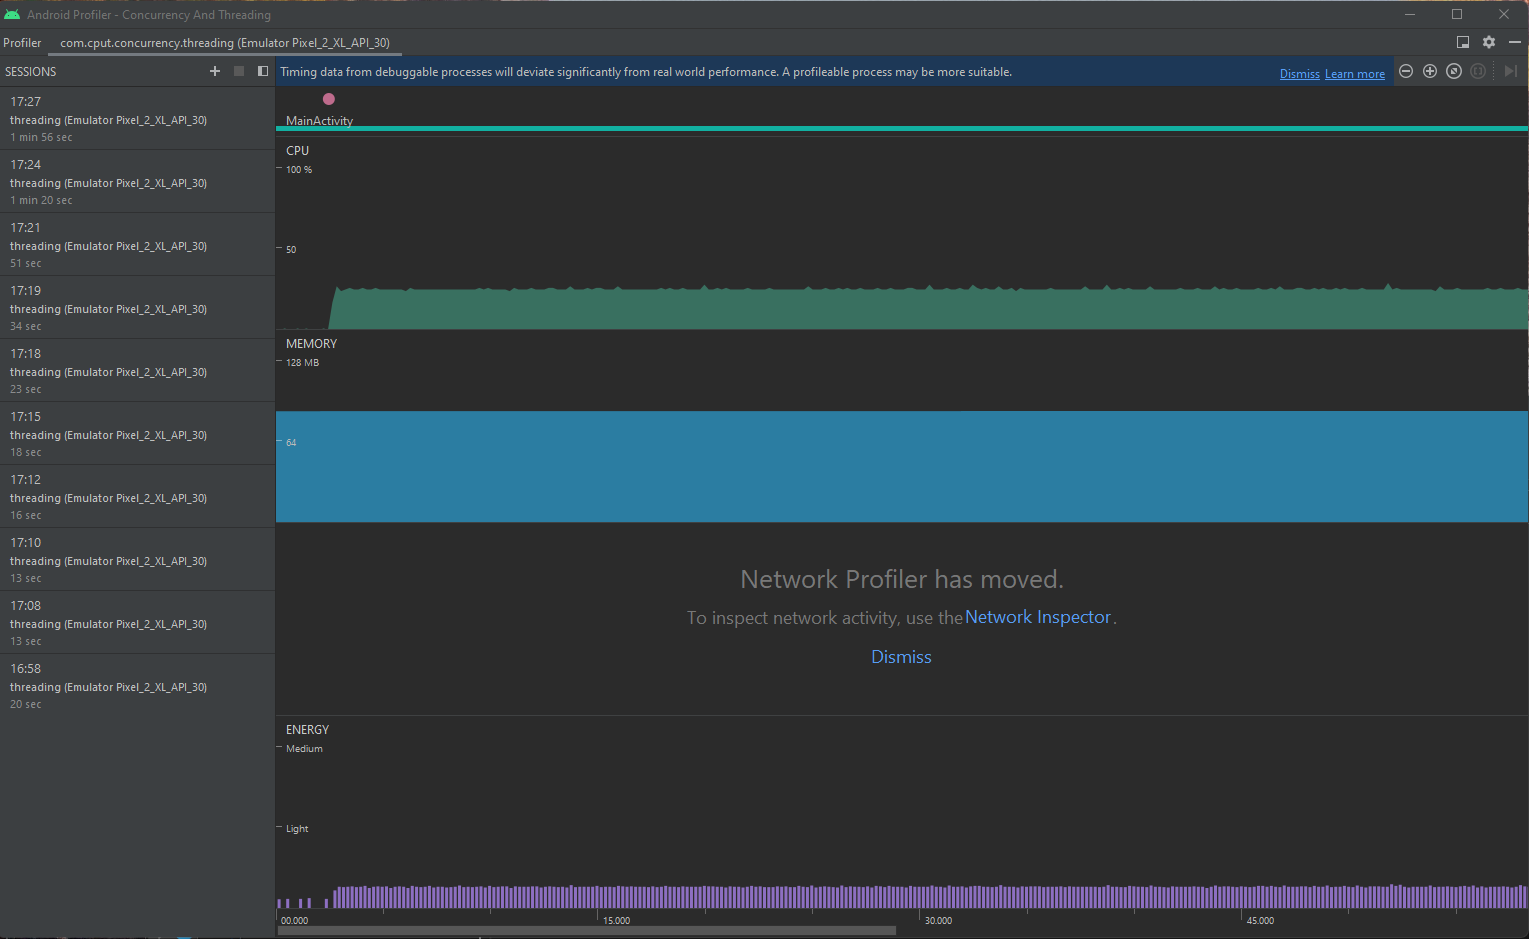 Android Profiler - Concurrency And Threading
Profiler com.cput.concurrency.threading (Emulator Pixel_2_XL_API_30)
SESSIONS
17:27
threading (Emulator Pixel_2_XL_API_30)
1 min 56 sec
17:24
threading (Emulator Pixel_2_XL_API_30)
1 min 20 sec
17:21
threading (Emulator Pixel_2_XL_API_30)
51 sec
17:19
threading (Emulator Pixel_2_XL_API_30)
34 sec
17:18
threading (Emulator Pixel_2_XL_API_30)
23 sec
17:15
threading (Emulator Pixel_2_XL_API_30)
18 sec
17:12
threading (Emulator Pixel_2_XL_API_30)
16 sec
17:10
threading (Emulator Pixel_2_XL_API_30)
13 sec
17:08
threading (Emulator Pixel_2_XL_API_30)
13 sec
16:58
threading (Emulator Pixel_2_XL_API_30)
20 sec
Timing data from debuggable processes will deviate significantly from real world performance. A profileable process may be more suitable. Dismiss Learn more
MainActivity
CPU
100 %
50
MEMORY
128 MB
64
Network Profiler has moved.
To inspect network activity, use the Network Inspector.
Dismiss
ENERGY
Medium
Light
00.000 15.000 30.000 45.000